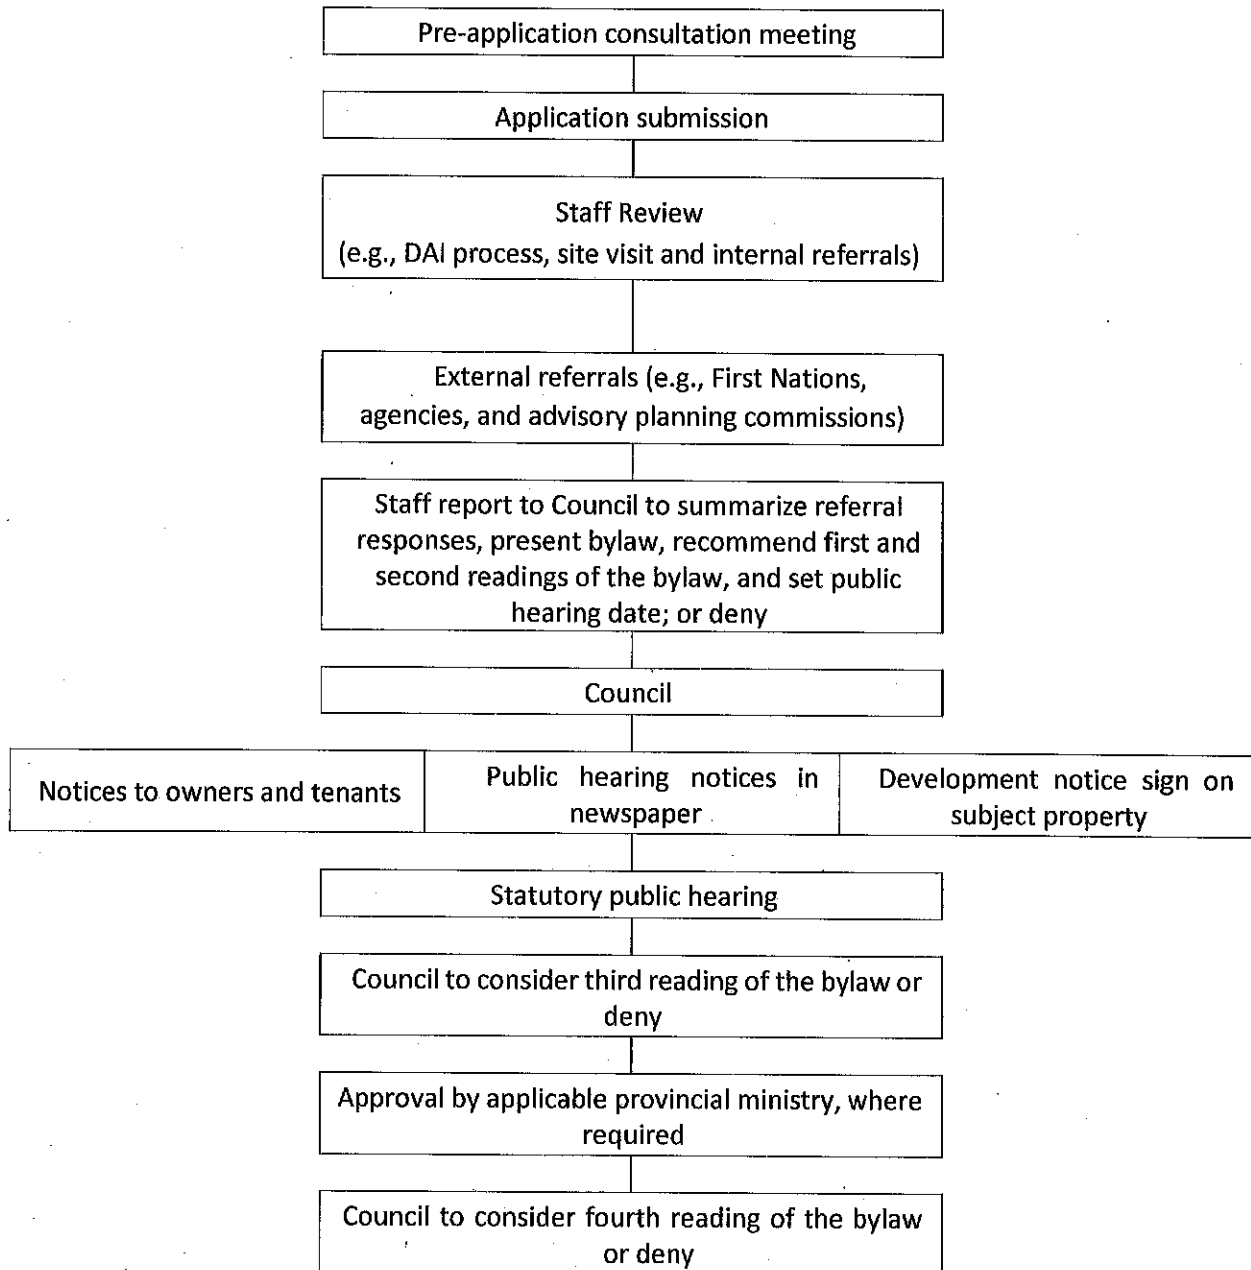 Pre-application consultation meeting
Application submission
Staff Review
(e.g., DAI process, site visit and internal referrals)
External referrals (e.g., First Nations,
agencies, and advisory planning commissions)
Staff report to Council to summarize referral
responses, present bylaw, recommend first and
second readings of the bylaw, and set public
hearing date; or deny
Council
Notices to owners and tenants
Public hearing notices in
newspaper
Development notice sign on
subject property
Statutory public hearing
Council to consider third reading of the bylaw or
deny
Approval by applicable provincial ministry, where
required
Council to consider fourth reading of the bylaw
or deny